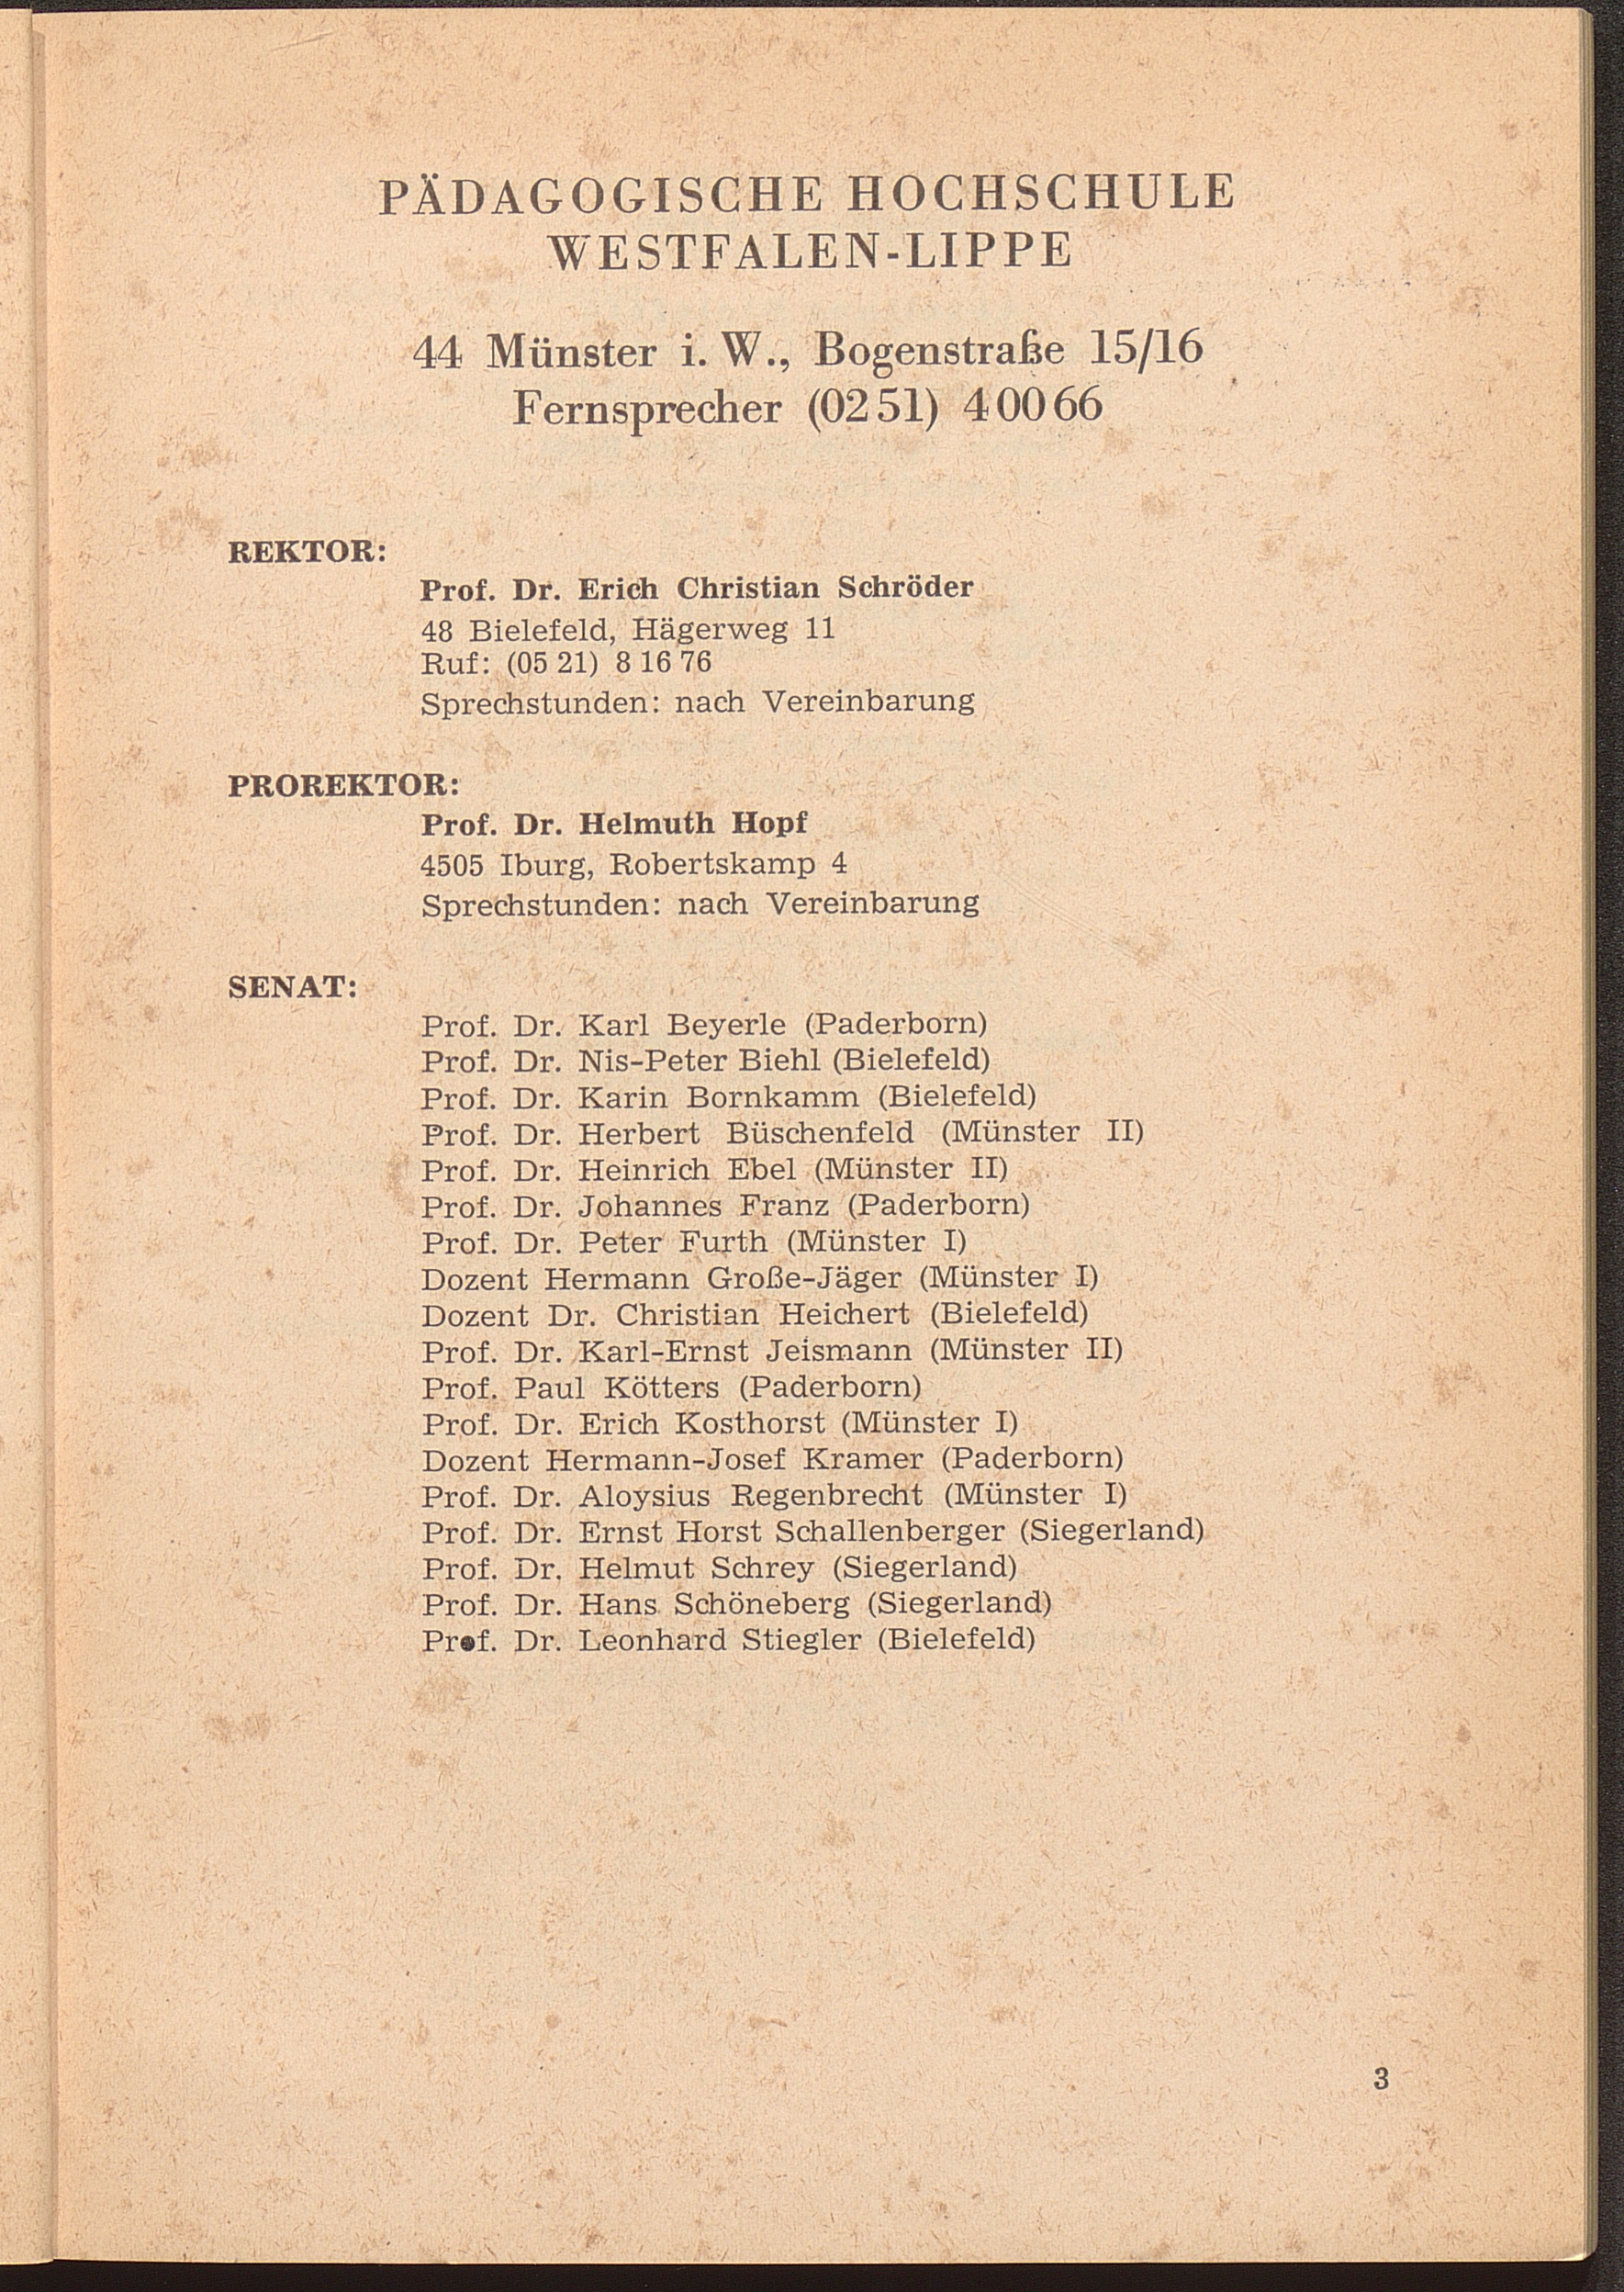 PÄDAGOGISCHE HOCHSCHULE
WESTFALEN-LIPPE
44 Münster i. W., Bogenstraße 15/16
Fernsprecher (02 51) 4 00 66
REKTOR:
Prof. Dr. Erich Christian Schröder
48 Bielefeld, Hägerweg 11
Ruf: (05 21) 8 16 76
Sprechstunden: nach Vereinbarung
PROREKTOR:
Prof. Dr. Helmuth Hopf
4505 Iburg, Robertskamp 4
Sprechstunden: nach Vereinbarung
SENAT:
Prof. Dr. Karl Beyerle (Paderborn)
Prof. Dr. Nis-Peter Biehl (Bielefeld)
Prof. Dr. Karin Bornkamm (Bielefeld)
Prof. Dr. Herbert Büschenfeld (Münster II)
Prof. Dr. Heinrich Ebel (Münster II)
Prof. Dr. Johannes Franz (Paderborn)
Prof. Dr. Peter Furth (Münster I)
Dozent Hermann Große-Jäger (Münster I)
Dozent Dr. Christian Heichert (Bielefeld)
Prof. Dr. Karl-Ernst Jeismann (Münster II)
Prof. Paul Kötters (Paderborn)
Prof. Dr. Erich Kosthorst (Münster I)
Dozent Hermann-Josef Kramer (Paderborn)
Prof. Dr. Aloysius Regenbrecht (Münster I)
Prof. Dr. Ernst Horst Schallenberger (Siegerland)
Prof. Dr. Helmut Schrey (Siegerland)
Prof. Dr. Hans Schöneberg (Siegerland)
Prof. Dr. Leonhard Stiegler (Bielefeld)
3